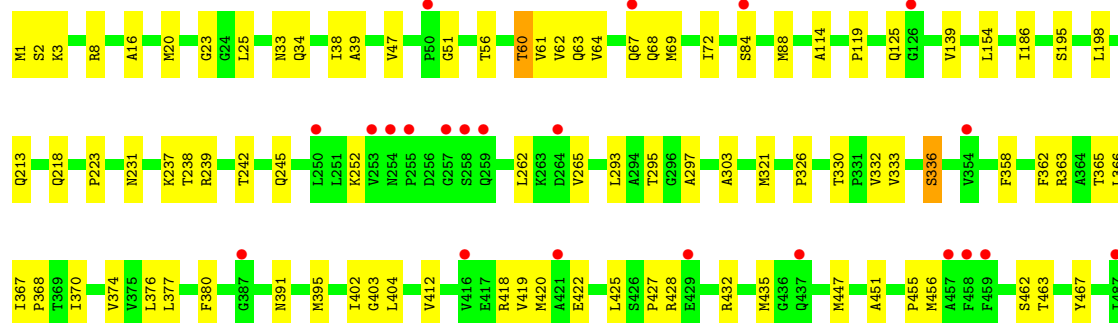 M1 S2 K3 R8 A16 M20 G23 G24 L25 N33 Q34 I38 A39 V47 P50 G51 T56 T60 V61 V62 Q63 V64 Q67 Q68 M69 I72 S84 M88 A114 P119 Q125 G126 V139 L154 I186 S195 L198
Q213 Q218 P223 N231 K237 T238 R239 T242 Q245 L250 L251 K252 V253 N254 P255 D256 G257 S258 Q259 L262 K263 D264 V265 L293 A294 T295 G296 A297 A303 M321 P326 T330 P331 V332 V333 S336 V354 F358 F362 R363 A364 T365 L366
I367 P368 T369 I370 V374 V375 L376 L377 F380 G387 N391 M395 I402 G403 L404 V412 V416 E417 R418 V419 M420 A421 E422 L425 S426 P427 R428 E429 R432 M435 G436 Q437 M447 A451 P455 M456 A457 F458 F459 S462 T463 Y467